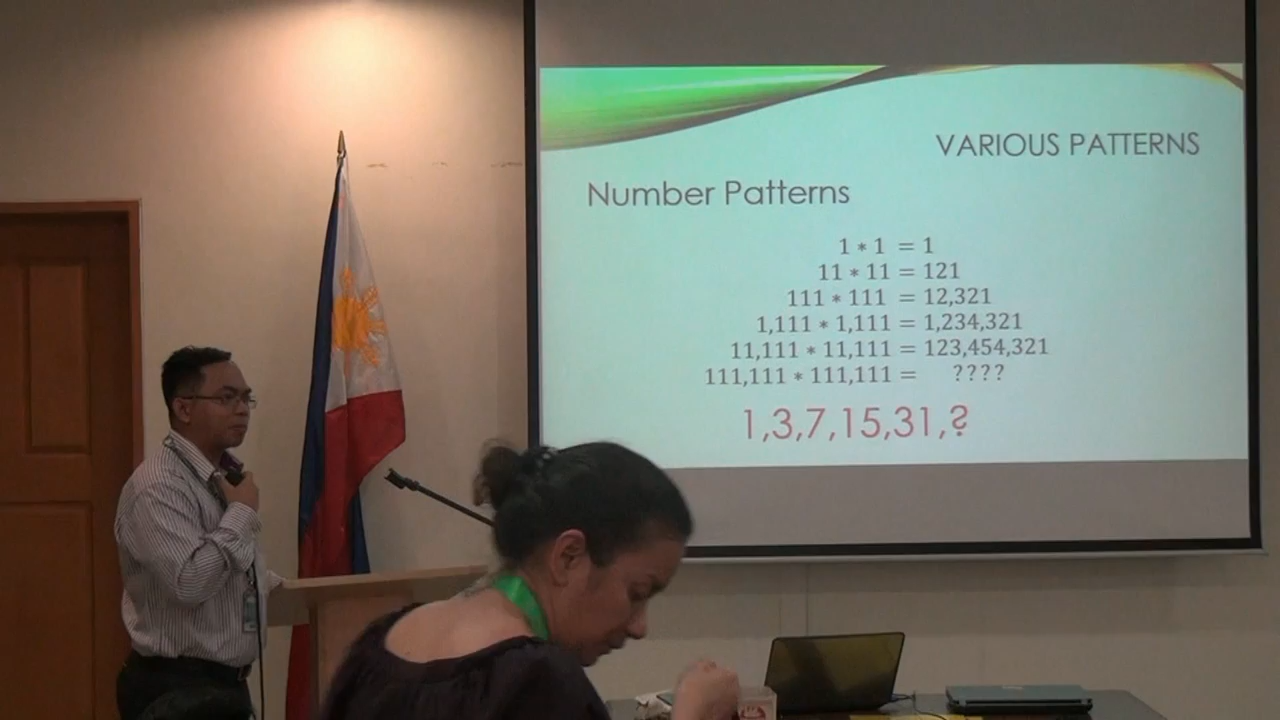 VARIOUS PATTERNS
Number Patterns
1 * 1 = 1
11 * 11 = 121
111 * 111 = 12,321
1,111 * 1,111 = 1,234,321
11,111 * 11,111 = 123,454,321
111,111 * 111,111 = ????
1,3,7,15,31,?